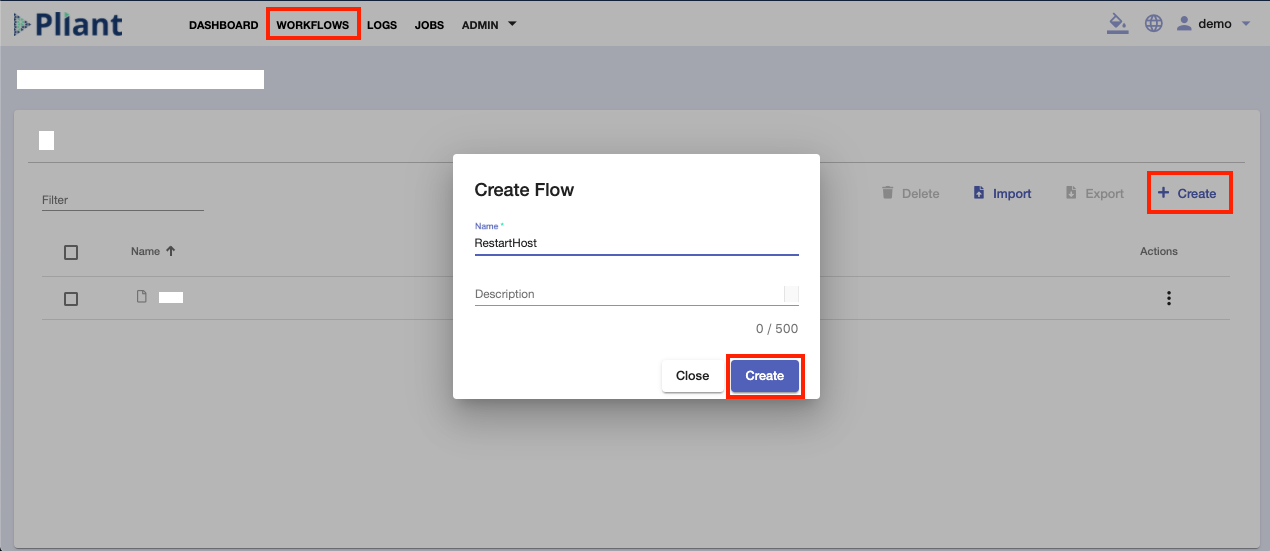 Pliant DASHBOARD WORKFLOWS LOGS JOBS ADMIN demo
Create Flow
Delete Import Export + Create
Filter
Name *
RestartHost
Name Actions
Description
0 / 500
Close Create